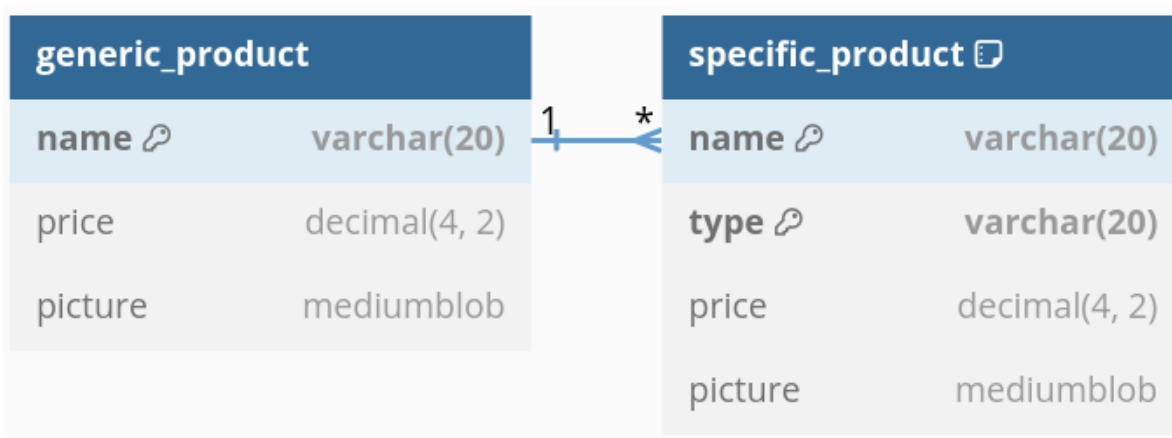 generic_product
name varchar(20)
price decimal(4, 2)
picture mediumblob
1 *
specific_product
name varchar(20)
type varchar(20)
price decimal(4, 2)
picture mediumblob